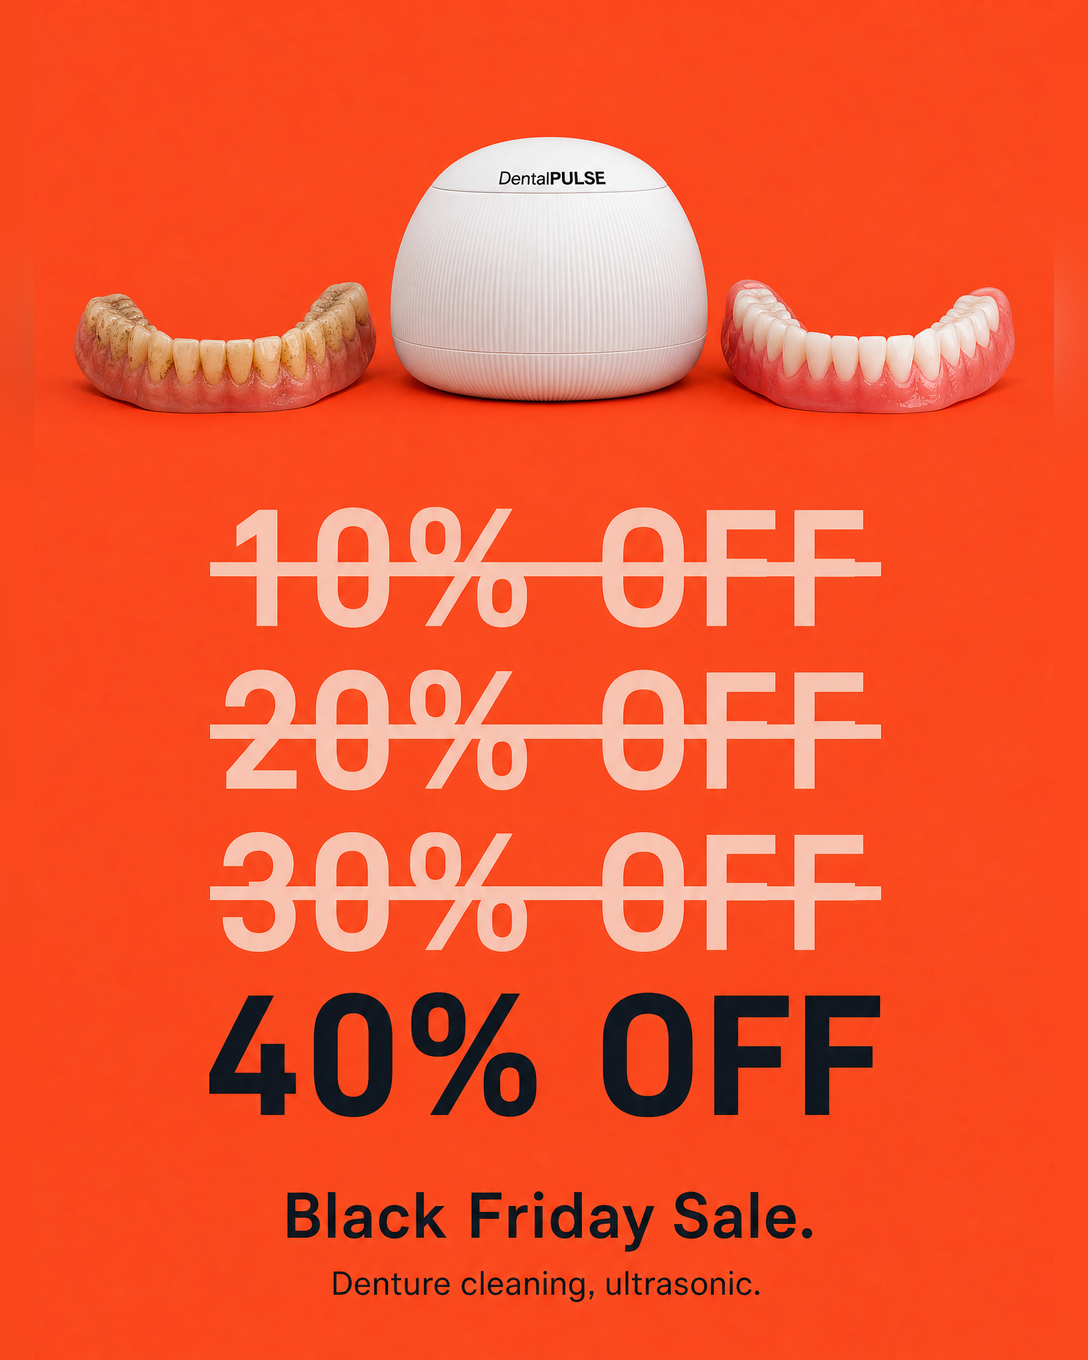 DentalPULSE
10% OFF
20% OFF
30% OFF
40% OFF
Black Friday Sale.
Denture cleaning, ultrasonic.